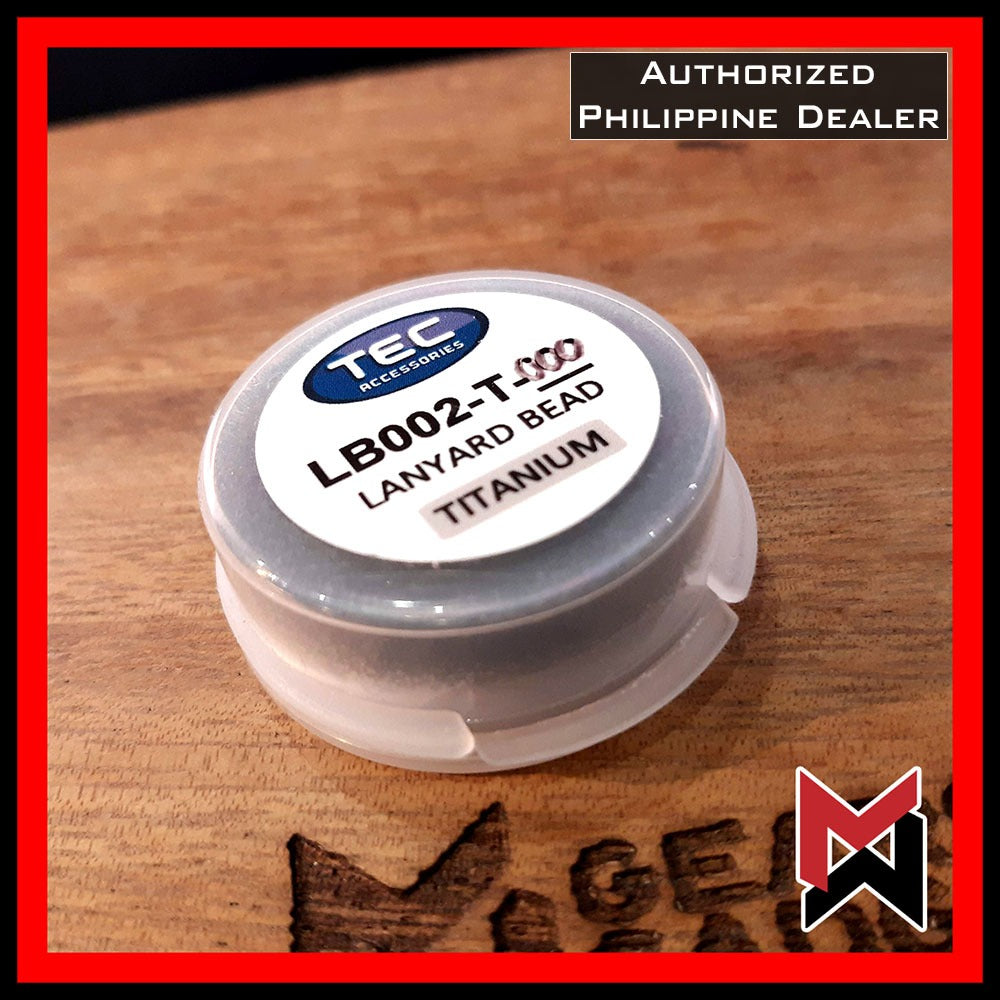 AUTHORIZED
PHILIPPINE DEALER
TEC
ACCESSORIES
LB002-T-000
LANYARD BEAD
TITANIUM